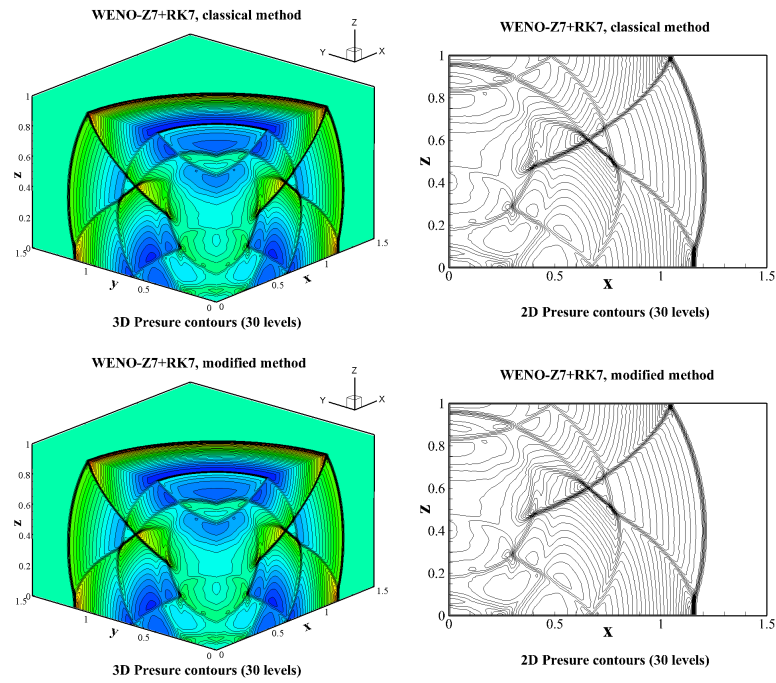 WENO-Z7+RK7, classical method
Z
Y
X
1
0.8
z
0.6
0.4
0.2
0
1.5
1
y
0.5
0
0
0.5
x
1
1.5
3D Presure contours (30 levels)
WENO-Z7+RK7, classical method
1
0.8
0.6
z
0.4
0.2
0
0
0.5
x
1
1.5
2D Presure contours (30 levels)
WENO-Z7+RK7, modified method
Z
Y
X
1
0.8
z
0.6
0.4
0.2
0
1.5
1
y
0.5
0
0
0.5
x
1
1.5
3D Presure contours (30 levels)
WENO-Z7+RK7, modified method
1
0.8
0.6
z
0.4
0.2
0
0
0.5
x
1
1.5
2D Presure contours (30 levels)